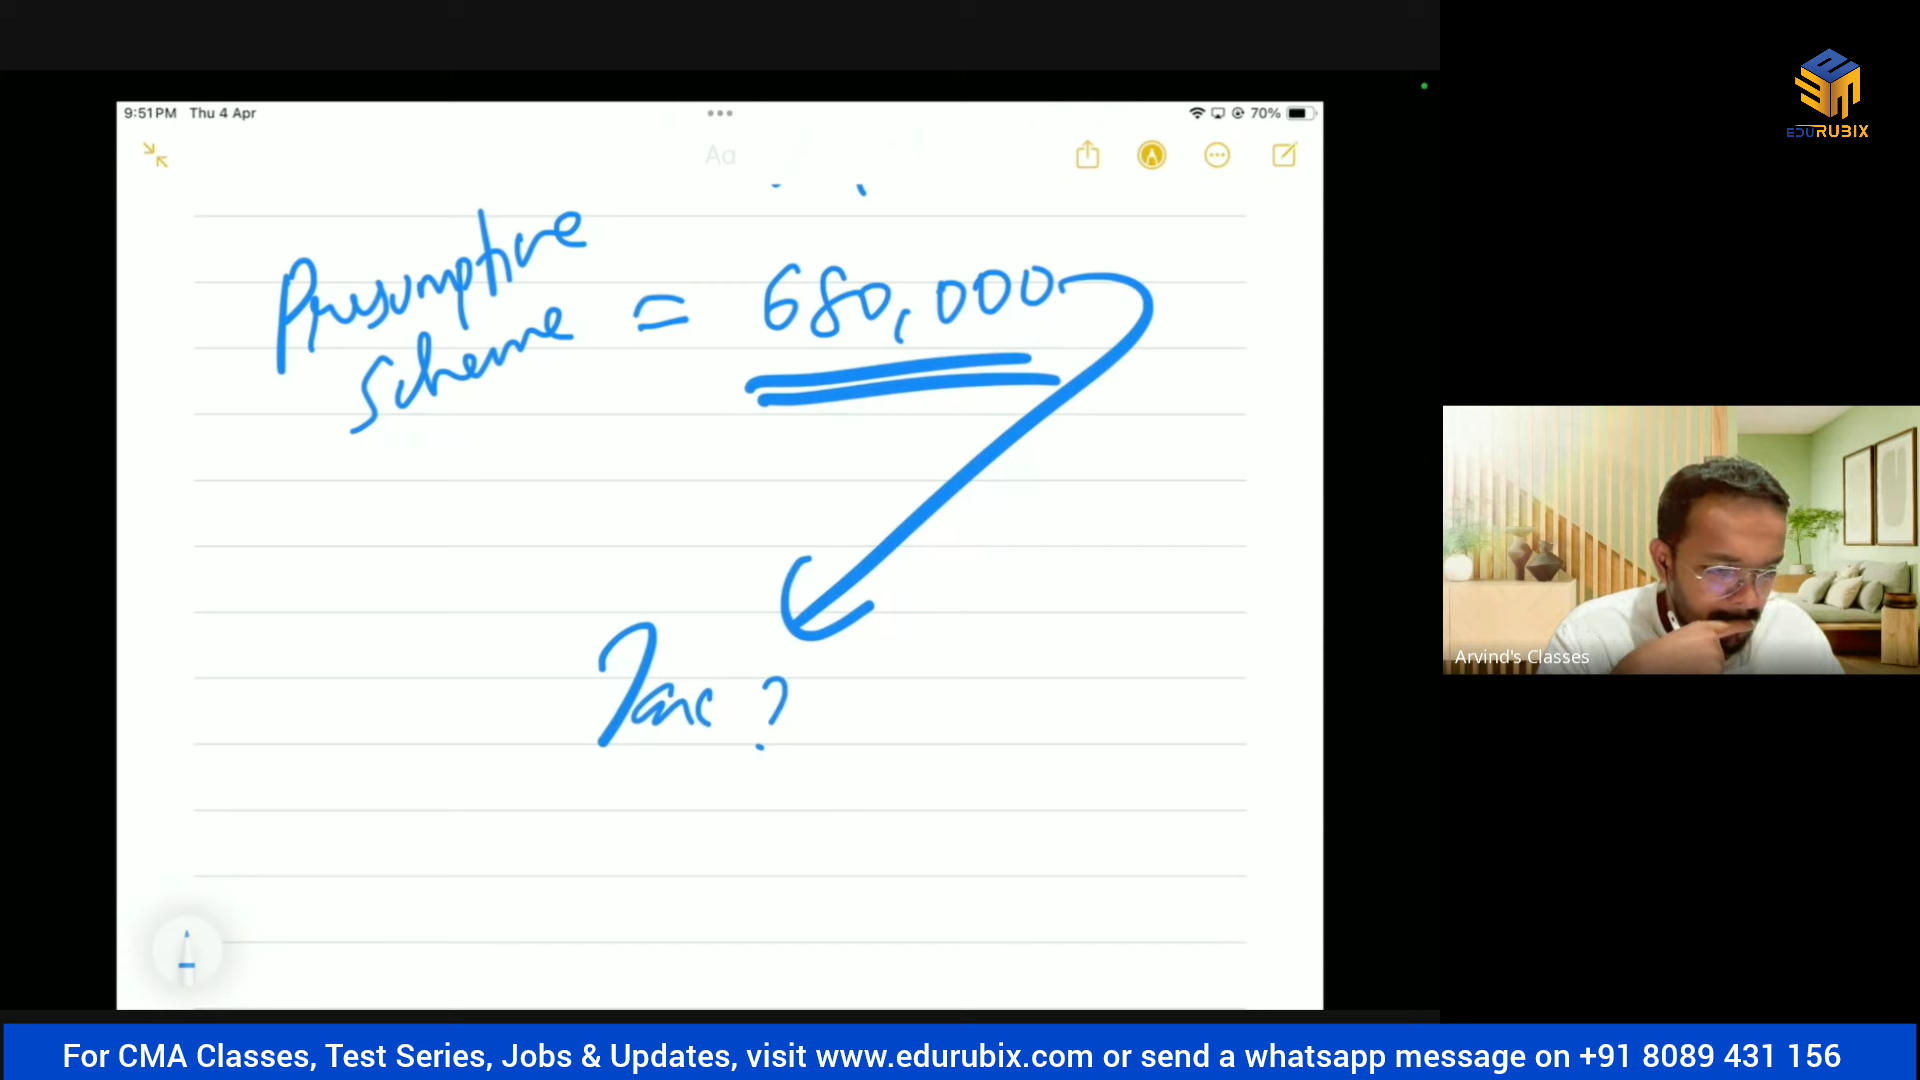 9:51 PM Thu 4 Apr
70%
Aa
EDURUBIX
Presumptive
Scheme = 680,000
Tax ?
Arvind's Classes
For CMA Classes, Test Series, Jobs & Updates, visit www.edurubix.com or send a whatsapp message on +91 8089 431 156